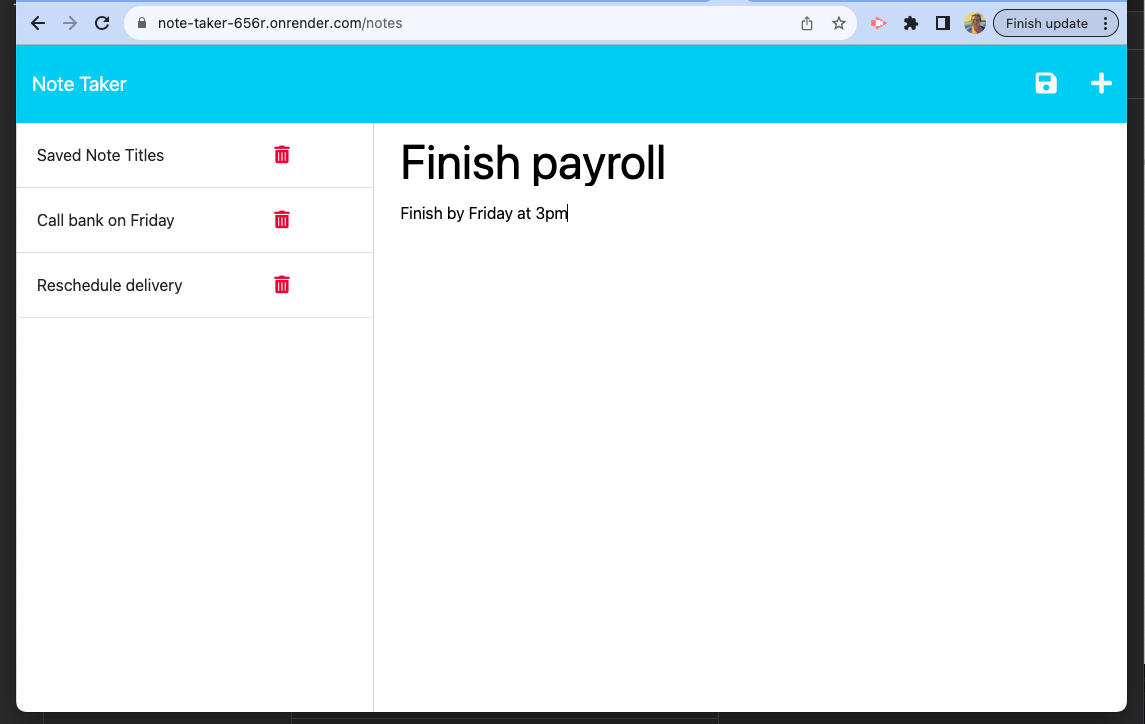 note-taker-656r.onrender.com/notes
Finish update
Note Taker
Saved Note Titles
Call bank on Friday
Reschedule delivery
Finish payroll
Finish by Friday at 3pm